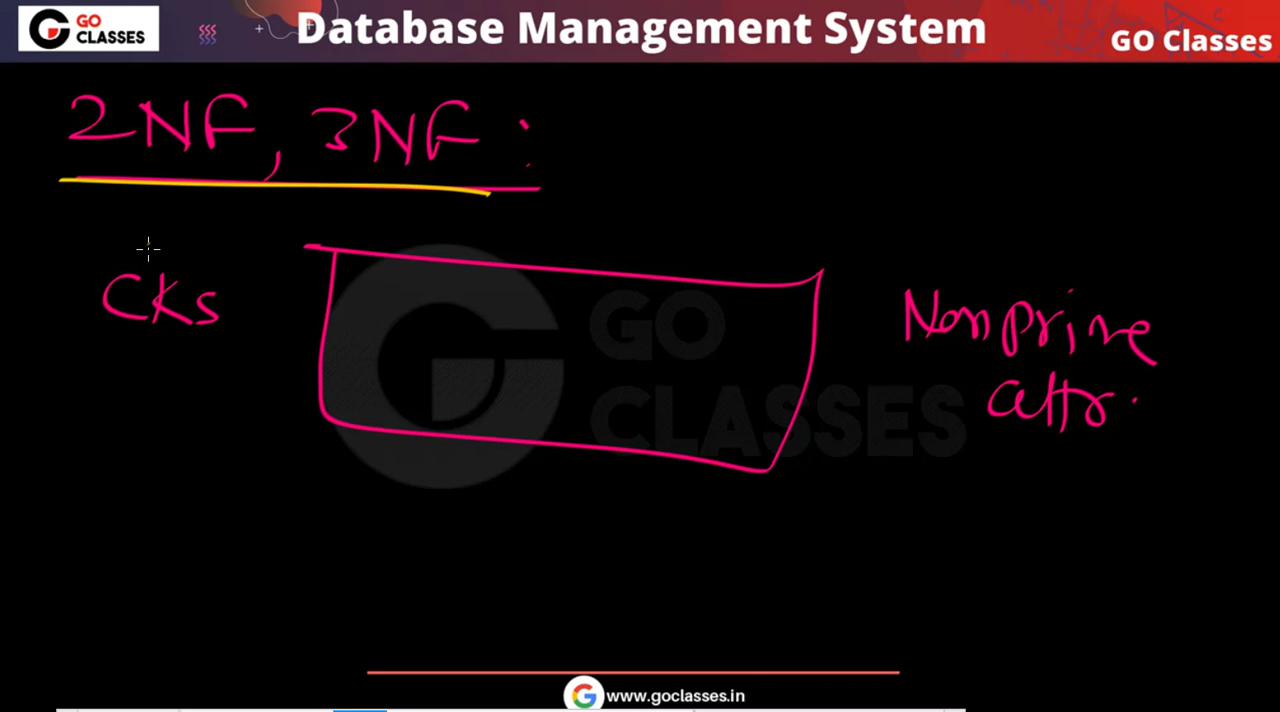 GO
CLASSES
Database Management System
GO Classes
2NF, 3NF :
CKs
Nonprime
attr.
GO
CLASSES
www.goclasses.in